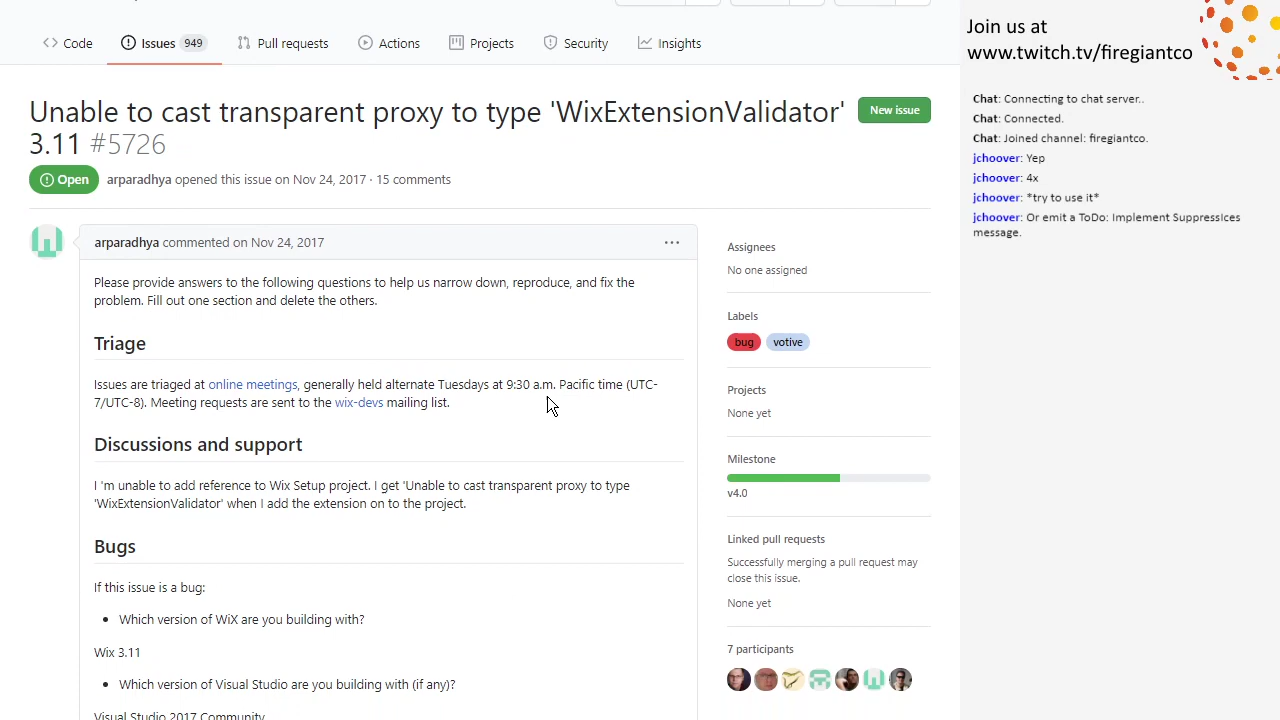 Code
Issues 949
Pull requests
Actions
Projects
Security
Insights
Unable to cast transparent proxy to type 'WixExtensionValidator'
3.11 #5726
New issue
Open
arparadhya opened this issue on Nov 24, 2017 · 15 comments
arparadhya commented on Nov 24, 2017
Please provide answers to the following questions to help us narrow down, reproduce, and fix the
problem. Fill out one section and delete the others.
Triage
Issues are triaged at online meetings, generally held alternate Tuesdays at 9:30 a.m. Pacific time (UTC-
7/UTC-8). Meeting requests are sent to the wix-devs mailing list.
Discussions and support
I 'm unable to add reference to Wix Setup project. I get 'Unable to cast transparent proxy to type
'WixExtensionValidator' when I add the extension on to the project.
Bugs
If this issue is a bug:
• Which version of WiX are you building with?
Wix 3.11
• Which version of Visual Studio are you building with (if any)?
Visual Studio 2017 Community
Assignees
No one assigned
Labels
bug votive
Projects
None yet
Milestone
v4.0
Linked pull requests
Successfully merging a pull request may
close this issue.
None yet
7 participants
Join us at
www.twitch.tv/firegiantco
Chat: Connecting to chat server..
Chat: Connected.
Chat: Joined channel: firegiantco.
jchoover: Yep
jchoover: 4x
jchoover: *try to use it*
jchoover: Or emit a ToDo: Implement SuppressIces
message.